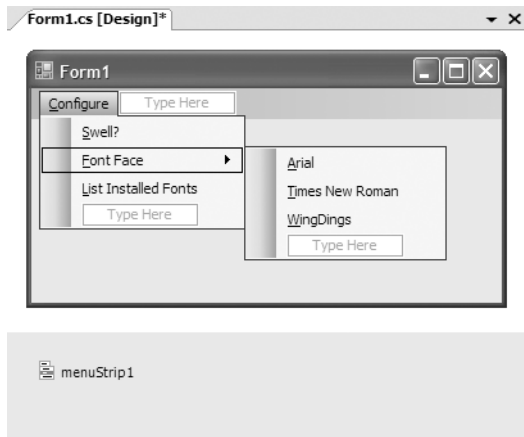 Form1.cs [Design]*
Form1
Configure Type Here
Swell?
Font Face
List Installed Fonts
Type Here
Arial
Times New Roman
WingDings
Type Here
menuStrip1